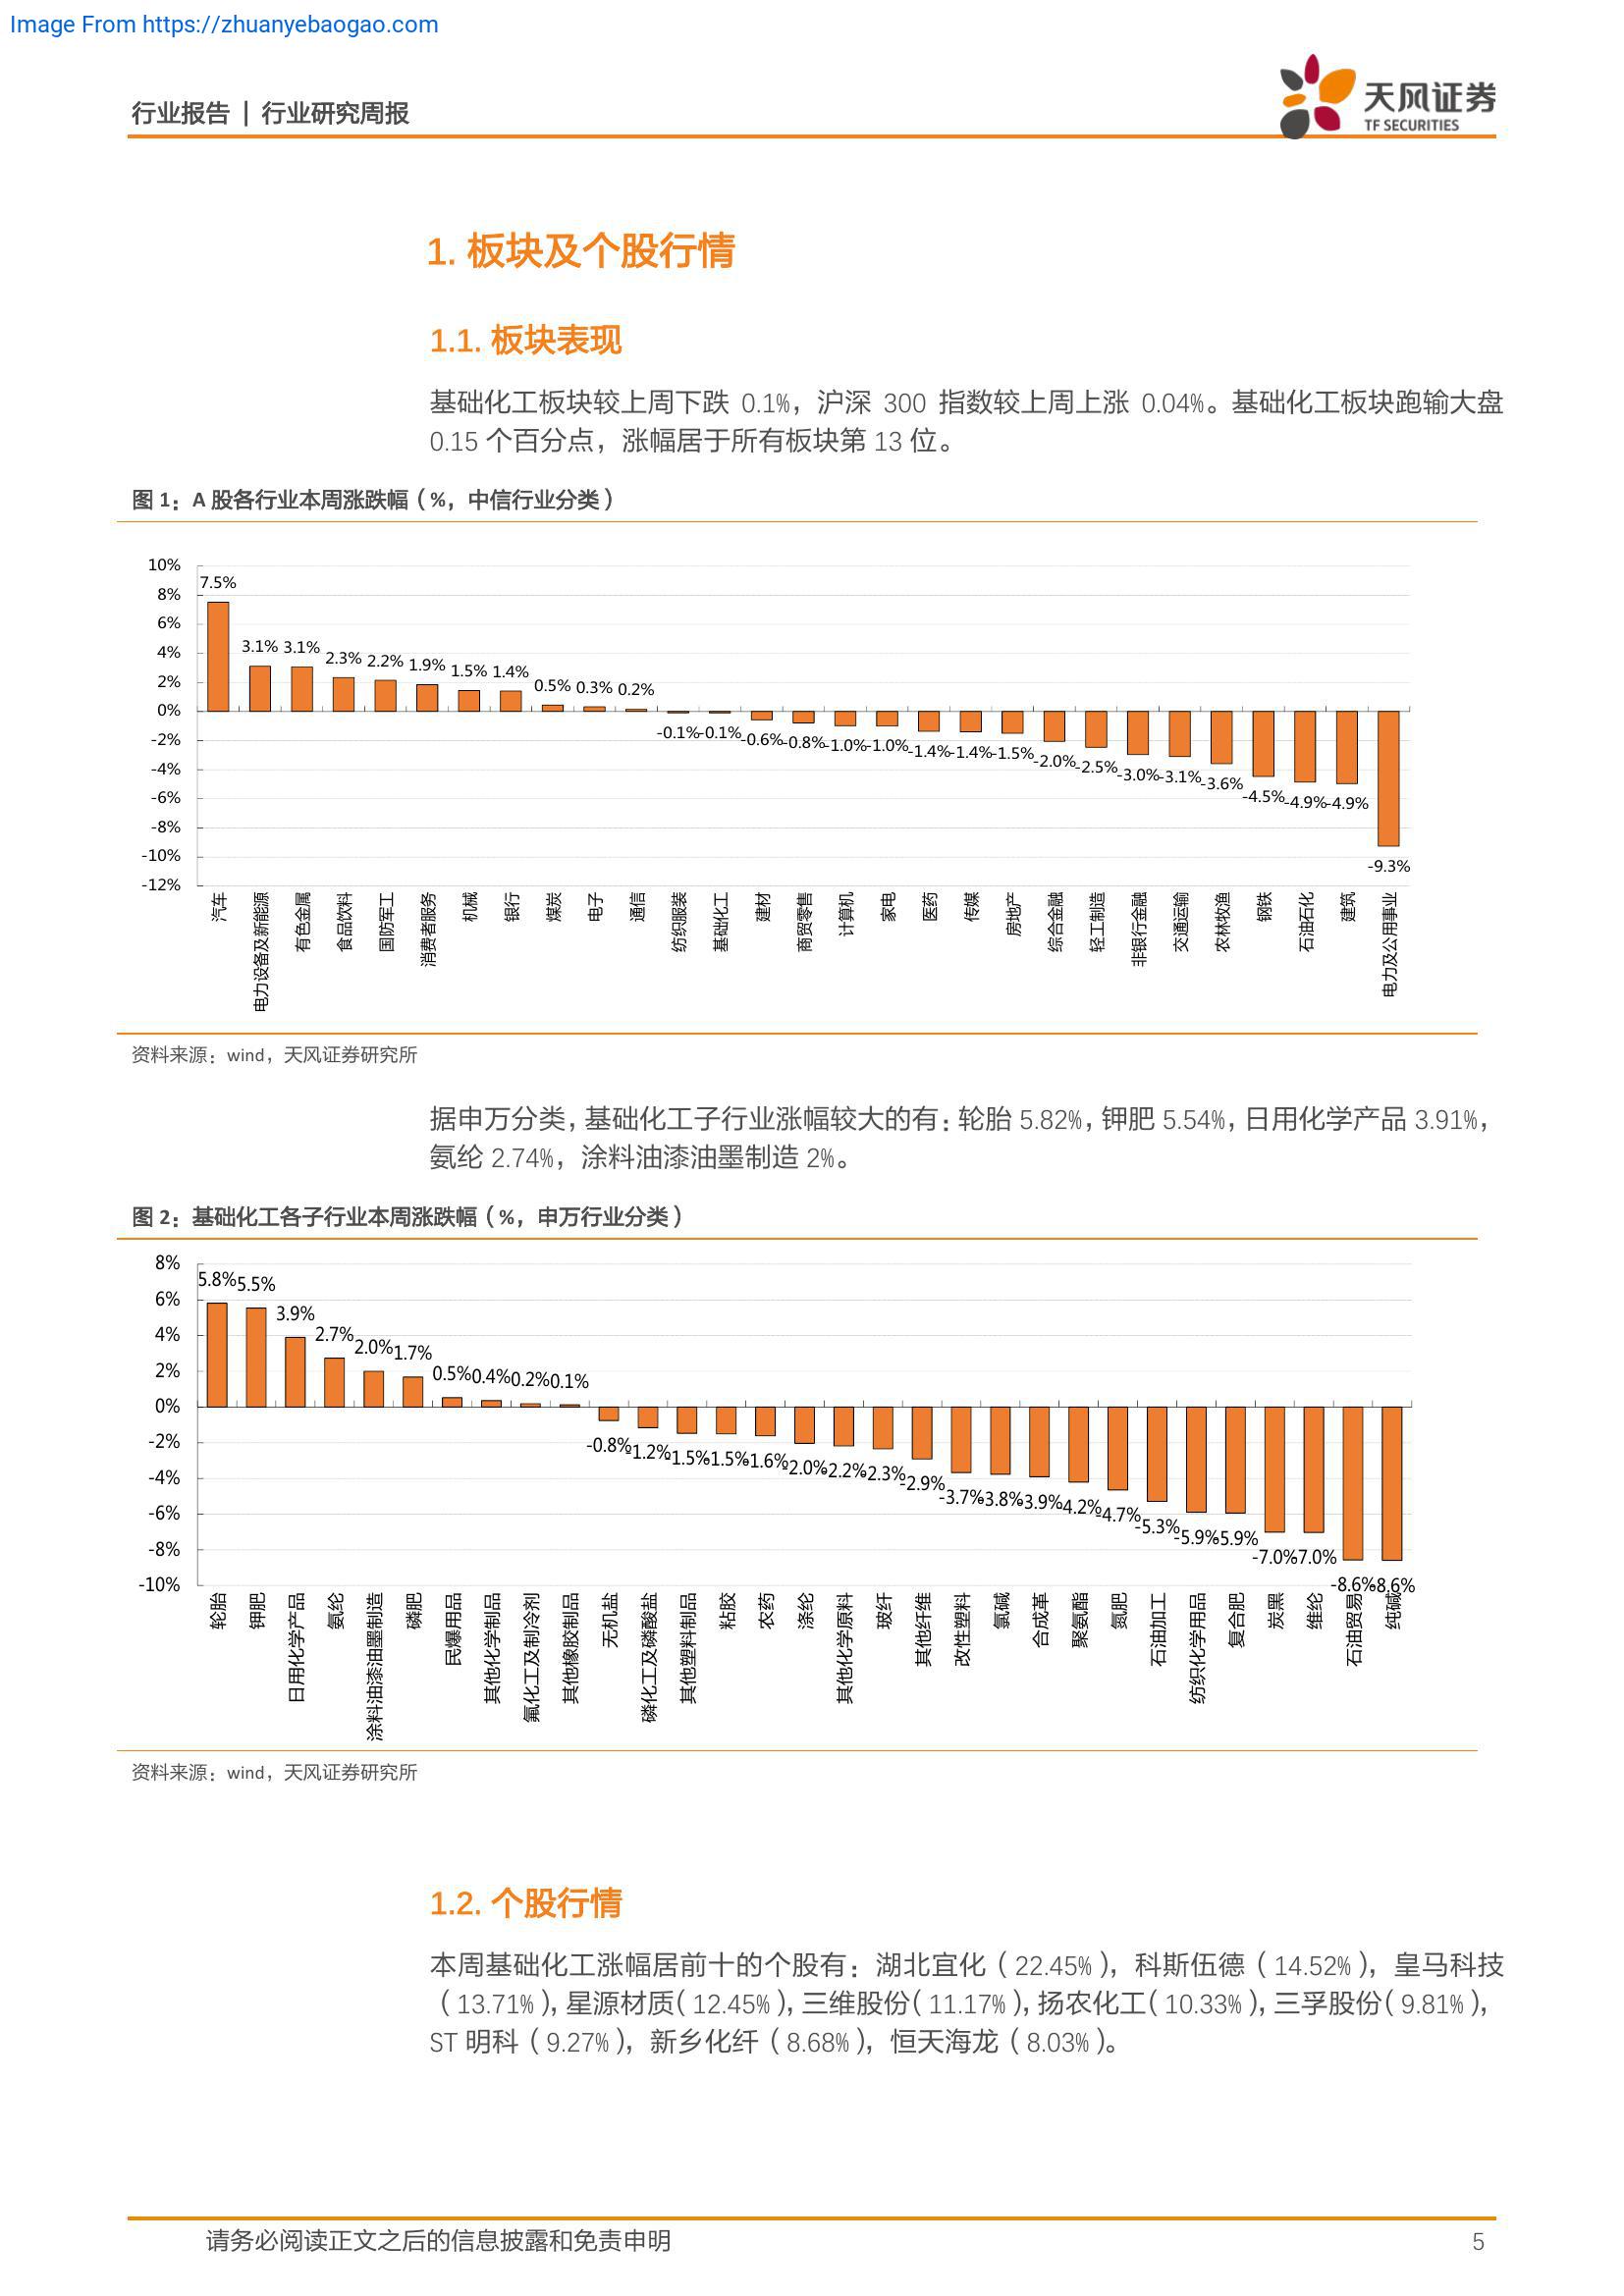 Image From https://zhuanyebaogao.com
行业报告 | 行业研究周报
天风证券
TF SECURITIES
1. 板块及个股行情
1.1. 板块表现
基础化工板块较上周下跌 0.1%，沪深 300 指数较上周上涨 0.04%。基础化工板块跑输大盘
0.15 个百分点，涨幅居于所有板块第 13 位。
图 1：A 股各行业本周涨跌幅（%，中信行业分类）
10%
8%
6%
4%
2%
0%
-2%
-4%
-6%
-8%
-10%
-12%
7.5% 3.1% 3.1% 2.3% 2.2% 1.9% 1.5% 1.4% 0.5% 0.3% 0.2% -0.1% -0.1% -0.6% -0.8% -1.0% -1.0% -1.4% -1.4% -1.5% -2.0% -2.5% -3.0% -3.1% -3.6% -4.5% -4.9% -4.9% -9.3%
汽车 电力设备及新能源 有色金属 食品饮料 国防军工 消费者服务 机械 银行 煤炭 电子 通信 纺织服装 基础化工 建材 商贸零售 计算机 家电 医药 传媒 房地产 综合金融 轻工制造 非银行金融 交通运输 农林牧渔 钢铁 石油石化 建筑 电力及公用事业
资料来源：wind，天风证券研究所
据申万分类，基础化工子行业涨幅较大的有：轮胎 5.82%，钾肥 5.54%，日用化学产品 3.91%，
氨纶 2.74%，涂料油漆油墨制造 2%。
图 2：基础化工各子行业本周涨跌幅（%，申万行业分类）
8%
6%
4%
2%
0%
-2%
-4%
-6%
-8%
-10%
5.8% 5.5% 3.9% 2.7% 2.0% 1.7% 0.5% 0.4% 0.2% 0.1% -0.8% -1.2% -1.5% -1.5% -1.6% -2.0% -2.2% -2.3% -2.9% -3.7% -3.8% -3.9% -4.2% -4.7% -5.3% -5.9% -5.9% -7.0% -7.0% -8.6% -8.6%
轮胎 钾肥 日用化学产品 氨纶 涂料油漆油墨制造 磷肥 民爆用品 其他化学制品 氟化工及制冷剂 其他橡胶制品 无机盐 磷化工及磷酸盐 其他塑料制品 粘胶 农药 涤纶 其他化学原料 玻纤 其他纤维 改性塑料 氯碱 合成革 聚氨酯 氮肥 石油加工 纺织化学用品 复合肥 炭黑 维纶 石油贸易 纯碱
资料来源：wind，天风证券研究所
1.2. 个股行情
本周基础化工涨幅居前十的个股有：湖北宜化（22.45%），科斯伍德（14.52%），皇马科技
（13.71%），星源材质（12.45%），三维股份（11.17%），扬农化工（10.33%），三孚股份（9.81%），
ST 明科（9.27%），新乡化纤（8.68%），恒天海龙（8.03%）。
请务必阅读正文之后的信息披露和免责申明
5